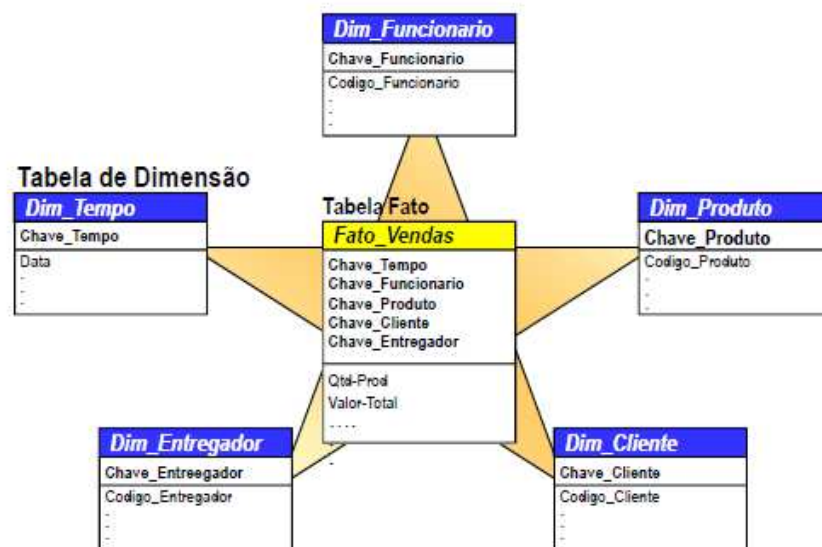 Dim_Funcionario
Chave_Funcionario
Codigo_Funcionario
.
.
.
Tabela de Dimensão
Dim_Tempo
Chave_Tempo
Data
.
.
.
Tabela Fato
Fato_Vendas
Chave_Tempo
Chave_Funcionario
Chave_Produto
Chave_Cliente
Chave_Entregador
Qtd-Prod
Valor-Total
. . . .
.
.
Dim_Produto
Chave_Produto
Codigo_Produto
.
.
.
Dim_Entregador
Chave_Entreegador
Codigo_Entregador
.
.
.
Dim_Cliente
Chave_Cliente
Codigo_Cliente
.
.
.